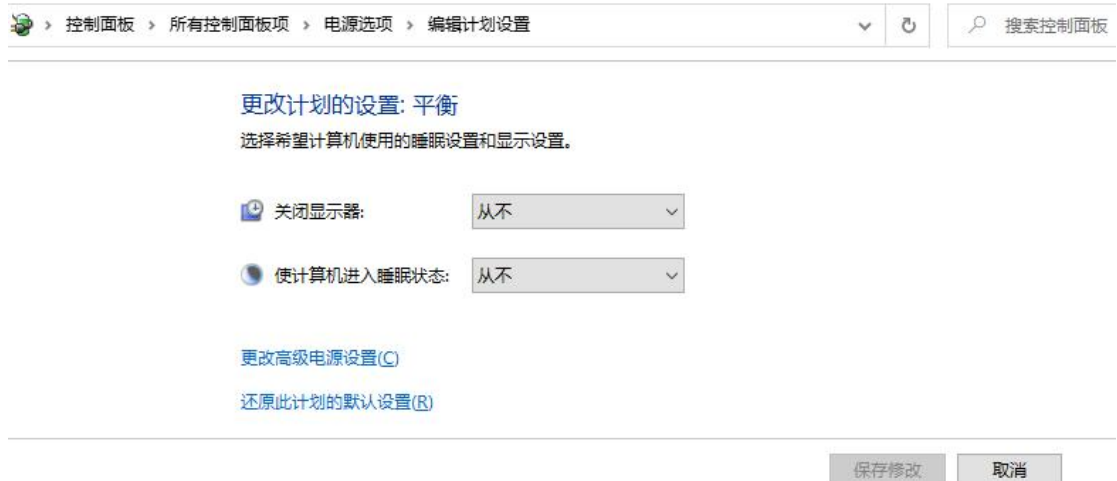 控制面板 › 所有控制面板项 › 电源选项 › 编辑计划设置 搜索控制面板
更改计划的设置: 平衡
选择希望计算机使用的睡眠设置和显示设置。
关闭显示器: 从不
使计算机进入睡眠状态: 从不
更改高级电源设置(C)
还原此计划的默认设置(R)
保存修改 取消